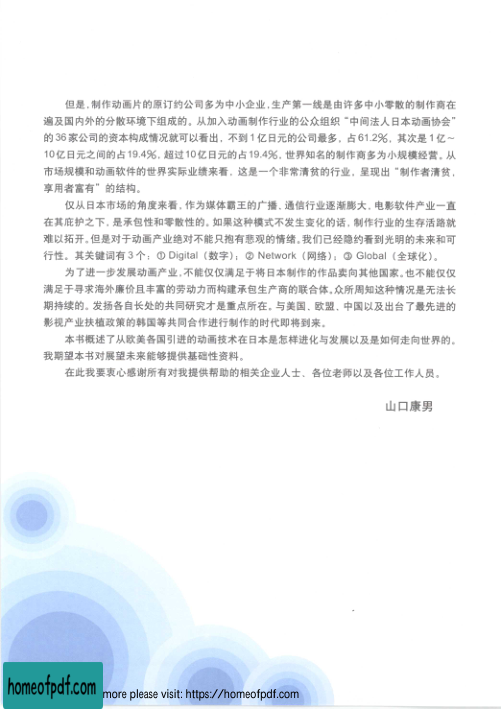 但是，制作动画片的原订约公司多为中小企业，生产第一线是由许多中小零散的制作商在
遍及国内外的分散环境下组成的。从加入动画制作行业的公众组织“中间法人日本动画协会”
的36家公司的资本构成情况就可以看出，不到1亿日元的公司最多，占61.2%，其次是1亿～
10亿日元之间的占19.4%，超过10亿日元的占19.4%，世界知名的制作商多为小规模经营。从
市场规模和动画软件的世界实际业绩来看，这是一个非常清贫的行业，呈现出“制作者清贫，
享用者富有”的结构。
仅从日本市场的角度来看，作为媒体霸王的广播、通信行业逐渐膨大，电影软件产业一直
在其庇护之下，是承包性和零散性的。如果这种模式不发生变化的话，制作行业的生存活路就
难以拓开。但是对于动画产业绝对不能只抱有悲观的情绪。我们已经隐约看到光明的未来和可
行性。其关键词有3个：① Digital（数字）；② Network（网络）；③ Global（全球化）。
为了进一步发展动画产业，不能仅仅满足于将日本制作的作品卖向其他国家。也不能仅仅
满足于寻求海外廉价且丰富的劳动力而构建承包生产商的联合体。众所周知这种情况是无法长
期持续的。发扬各自长处的共同研究才是重点所在。与美国、欧盟、中国以及出台了最先进的
影视产业扶植政策的韩国等共同合作进行制作的时代即将到来。
本书概述了从欧美各国引进的动画技术在日本是怎样进化与发展以及是如何走向世界的。
我期望本书对展望未来能够提供基础性资料。
在此我要衷心感谢所有对我提供帮助的相关企业人士、各位老师以及各位工作人员。
山口康男
homeofpdf.com
more please visit: https://homeofpdf.com